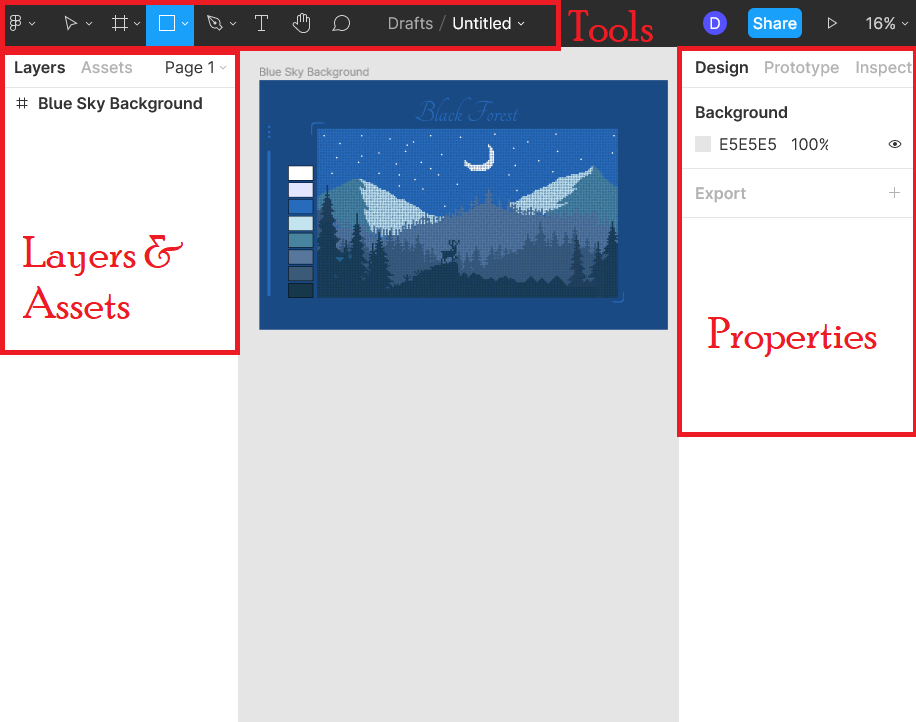 Drafts / Untitled
Tools
D
Share
16%
Layers Assets Page 1
Blue Sky Background
Layers &
Assets
Blue Sky Background
Black Forest
Design Prototype Inspect
Background
E5E5E5 100%
Export
Properties